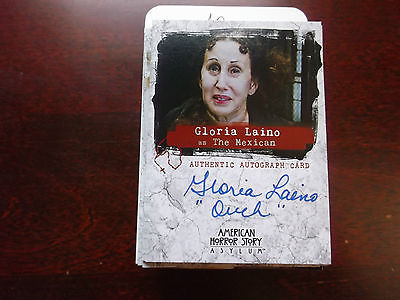 Gloria Laino
as The Mexican
AUTHENTIC AUTOGRAPH CARD
Gloria Laino
"Ouch"
AMERICAN
HORROR STORY
ASYLUM